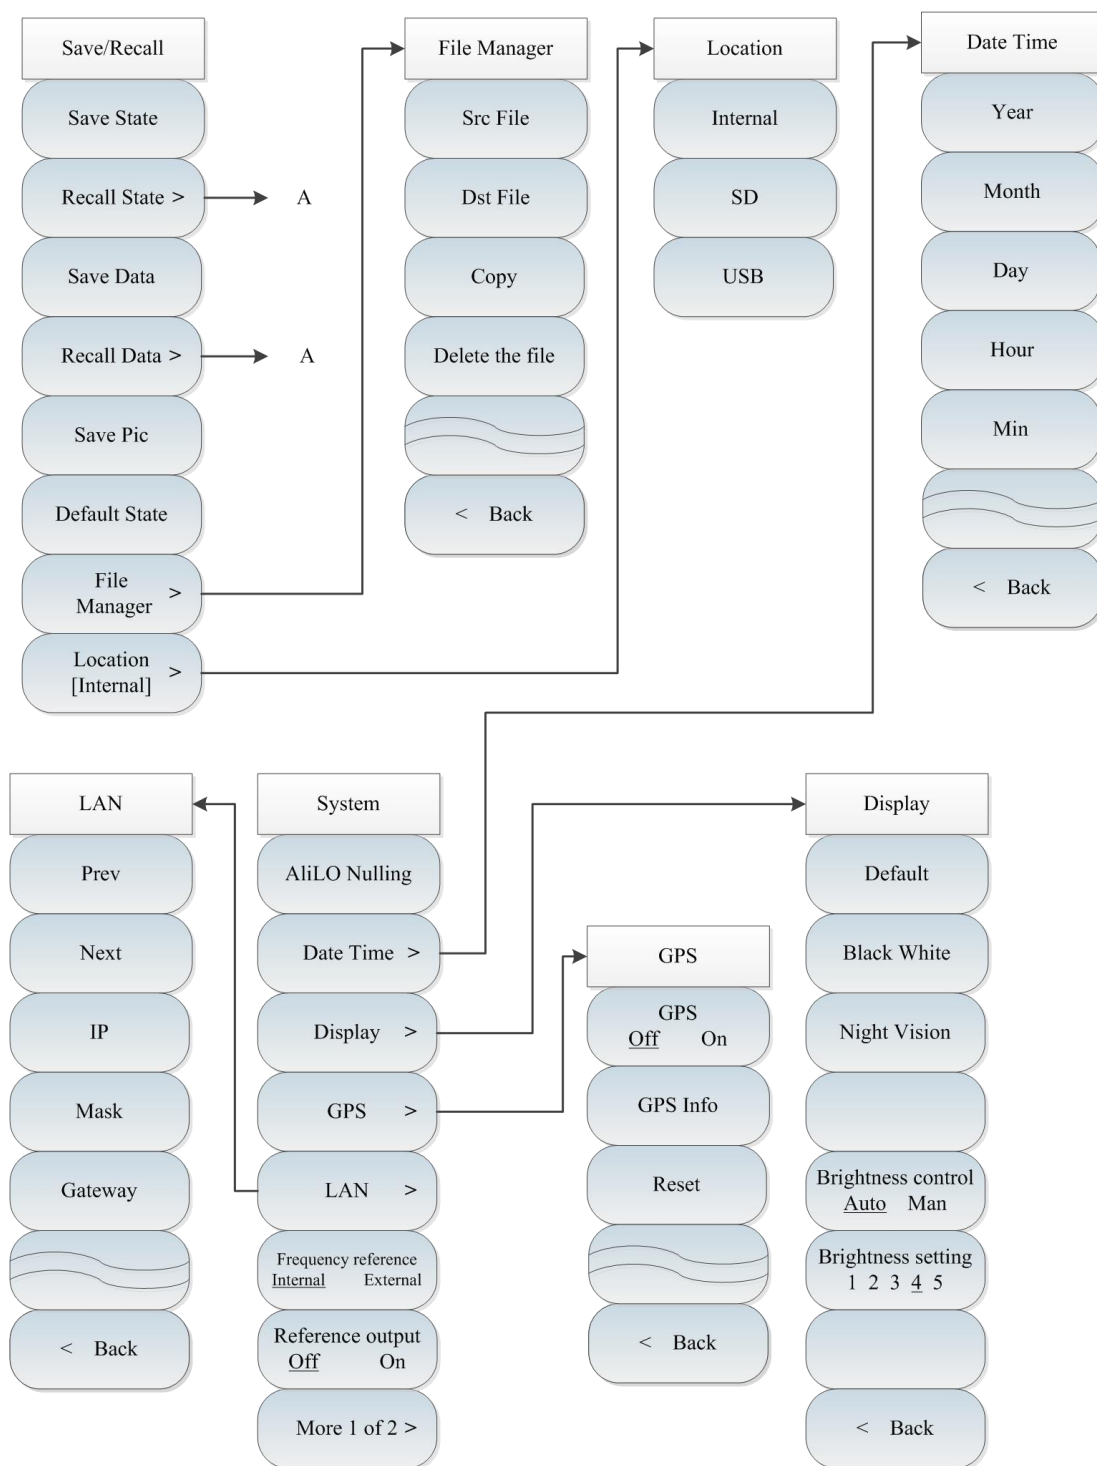 Save/Recall
Save State
Recall State >
A
Save Data
Recall Data >
A
Save Pic
Default State
File
Manager >
Location
[Internal] >
File Manager
Src File
Dst File
Copy
Delete the file
< Back
Location
Internal
SD
USB
Date Time
Year
Month
Day
Hour
Min
< Back
LAN
Prev
Next
IP
Mask
Gateway
< Back
System
AliLO Nulling
Date Time >
Display >
GPS >
LAN >
Frequency reference
Internal External
Reference output
Off On
More 1 of 2 >
GPS
GPS
Off On
GPS Info
Reset
< Back
Display
Default
Black White
Night Vision
Brightness control
Auto Man
Brightness setting
1 2 3 4 5
< Back